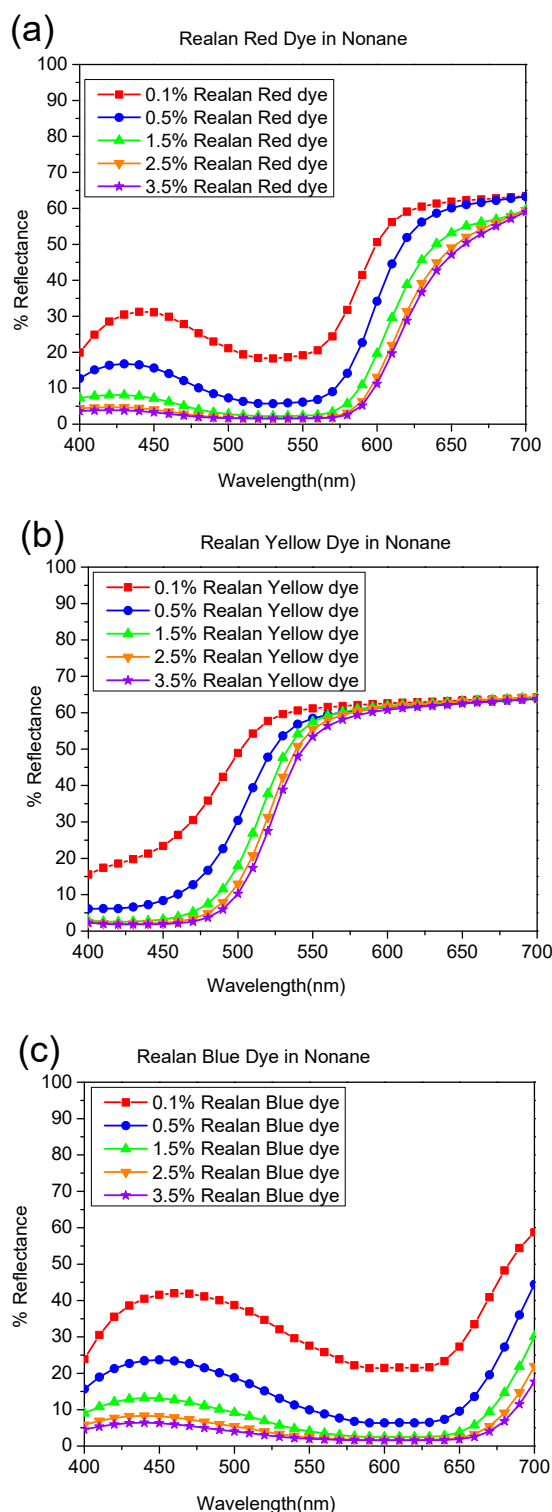 (a)
Realan Red Dye in Nonane
100
90
80
70
60
50
40
30
20
10
0
% Reflectance
0.1% Realan Red dye
0.5% Realan Red dye
1.5% Realan Red dye
2.5% Realan Red dye
3.5% Realan Red dye
400 450 500 550 600 650 700
Wavelength(nm)
(b)
Realan Yellow Dye in Nonane
100
90
80
70
60
50
40
30
20
10
0
% Reflectance
0.1% Realan Yellow dye
0.5% Realan Yellow dye
1.5% Realan Yellow dye
2.5% Realan Yellow dye
3.5% Realan Yellow dye
400 450 500 550 600 650 700
Wavelength(nm)
(c)
Realan Blue Dye in Nonane
100
90
80
70
60
50
40
30
20
10
0
% Reflectance
0.1% Realan Blue dye
0.5% Realan Blue dye
1.5% Realan Blue dye
2.5% Realan Blue dye
3.5% Realan Blue dye
400 450 500 550 600 650 700
Wavelength(nm)